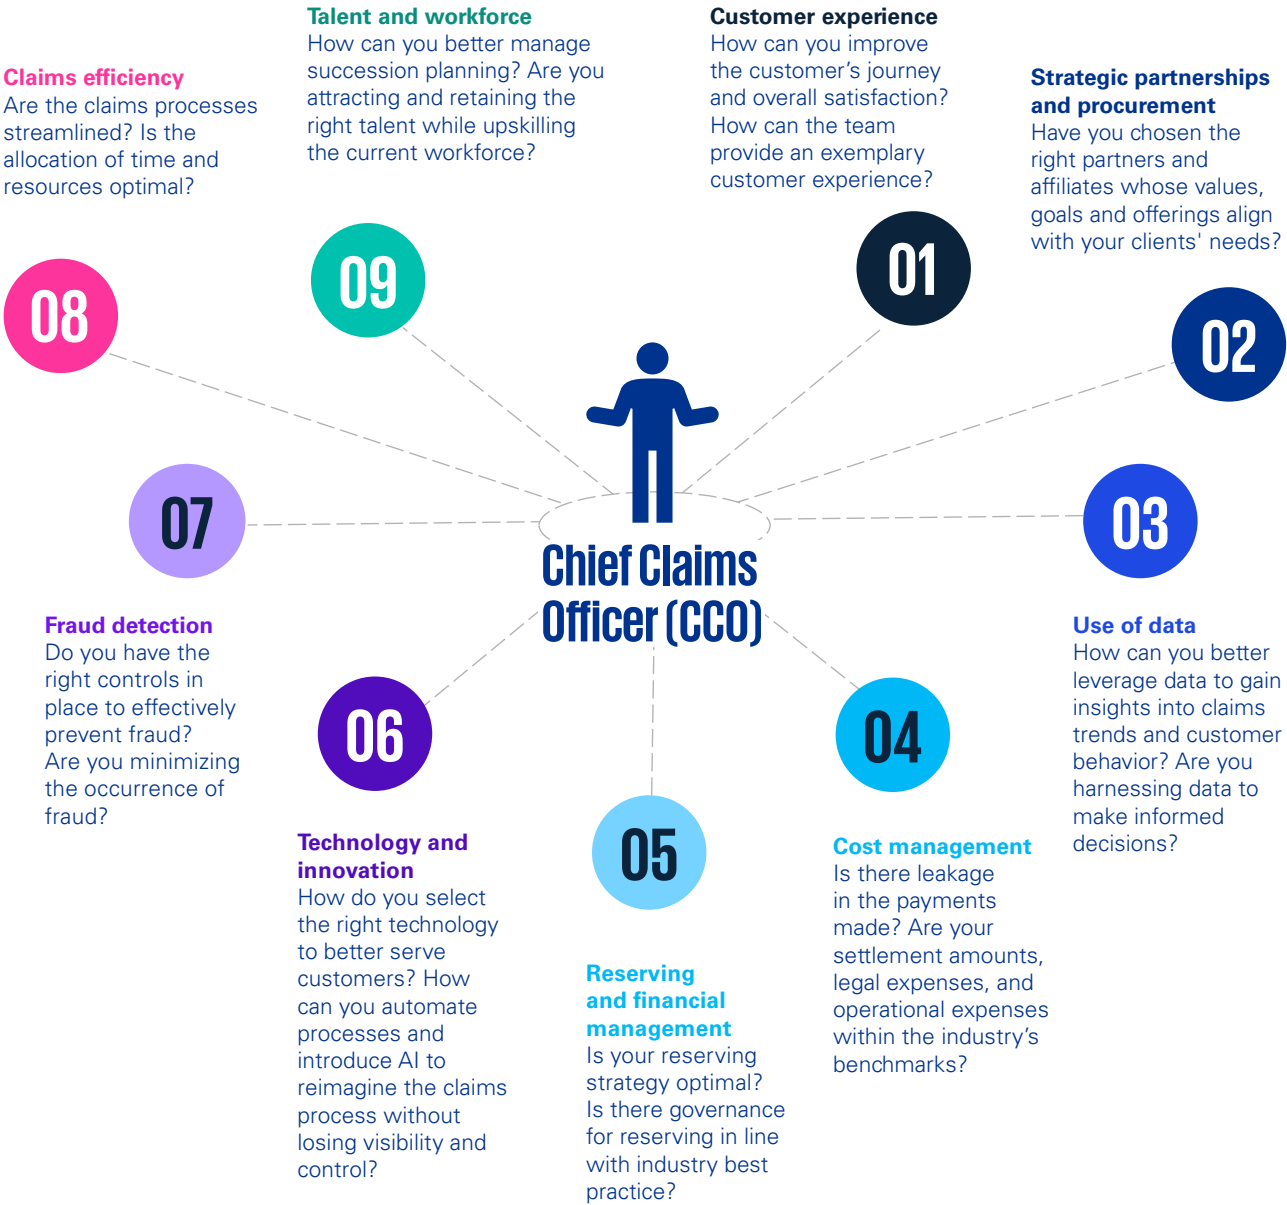 Talent and workforce
How can you better manage
succession planning? Are you
attracting and retaining the
right talent while upskilling
the current workforce?
Customer experience
How can you improve
the customer’s journey
and overall satisfaction?
How can the team
provide an exemplary
customer experience?
Claims efficiency
Are the claims processes
streamlined? Is the
allocation of time and
resources optimal?
Strategic partnerships
and procurement
Have you chosen the
right partners and
affiliates whose values,
goals and offerings align
with your clients' needs?
09
01
08
02
07
03
Chief Claims
Officer (CCO)
Fraud detection
Do you have the
right controls in
place to effectively
prevent fraud?
Are you minimizing
the occurrence of
fraud?
Use of data
How can you better
leverage data to gain
insights into claims
trends and customer
behavior? Are you
harnessing data to
make informed
decisions?
06
04
05
Technology and
innovation
How do you select
the right technology
to better serve
customers? How
can you automate
processes and
introduce AI to
reimagine the claims
process without
losing visibility and
control?
Cost management
Is there leakage
in the payments
made? Are your
settlement amounts,
legal expenses, and
operational expenses
within the industry’s
benchmarks?
Reserving
and financial
management
Is your reserving
strategy optimal?
Is there governance
for reserving in line
with industry best
practice?